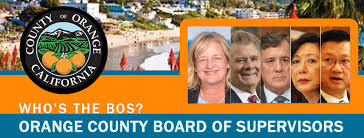 COUNTY OF ORANGE
CALIFORNIA
WHO'S THE BOS?
ORANGE COUNTY BOARD OF SUPERVISORS